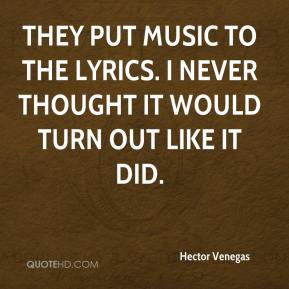 THEY PUT MUSIC TO
THE LYRICS. I NEVER
THOUGHT IT WOULD
TURN OUT LIKE IT
DID.
Hector Venegas
QUOTEHD.COM